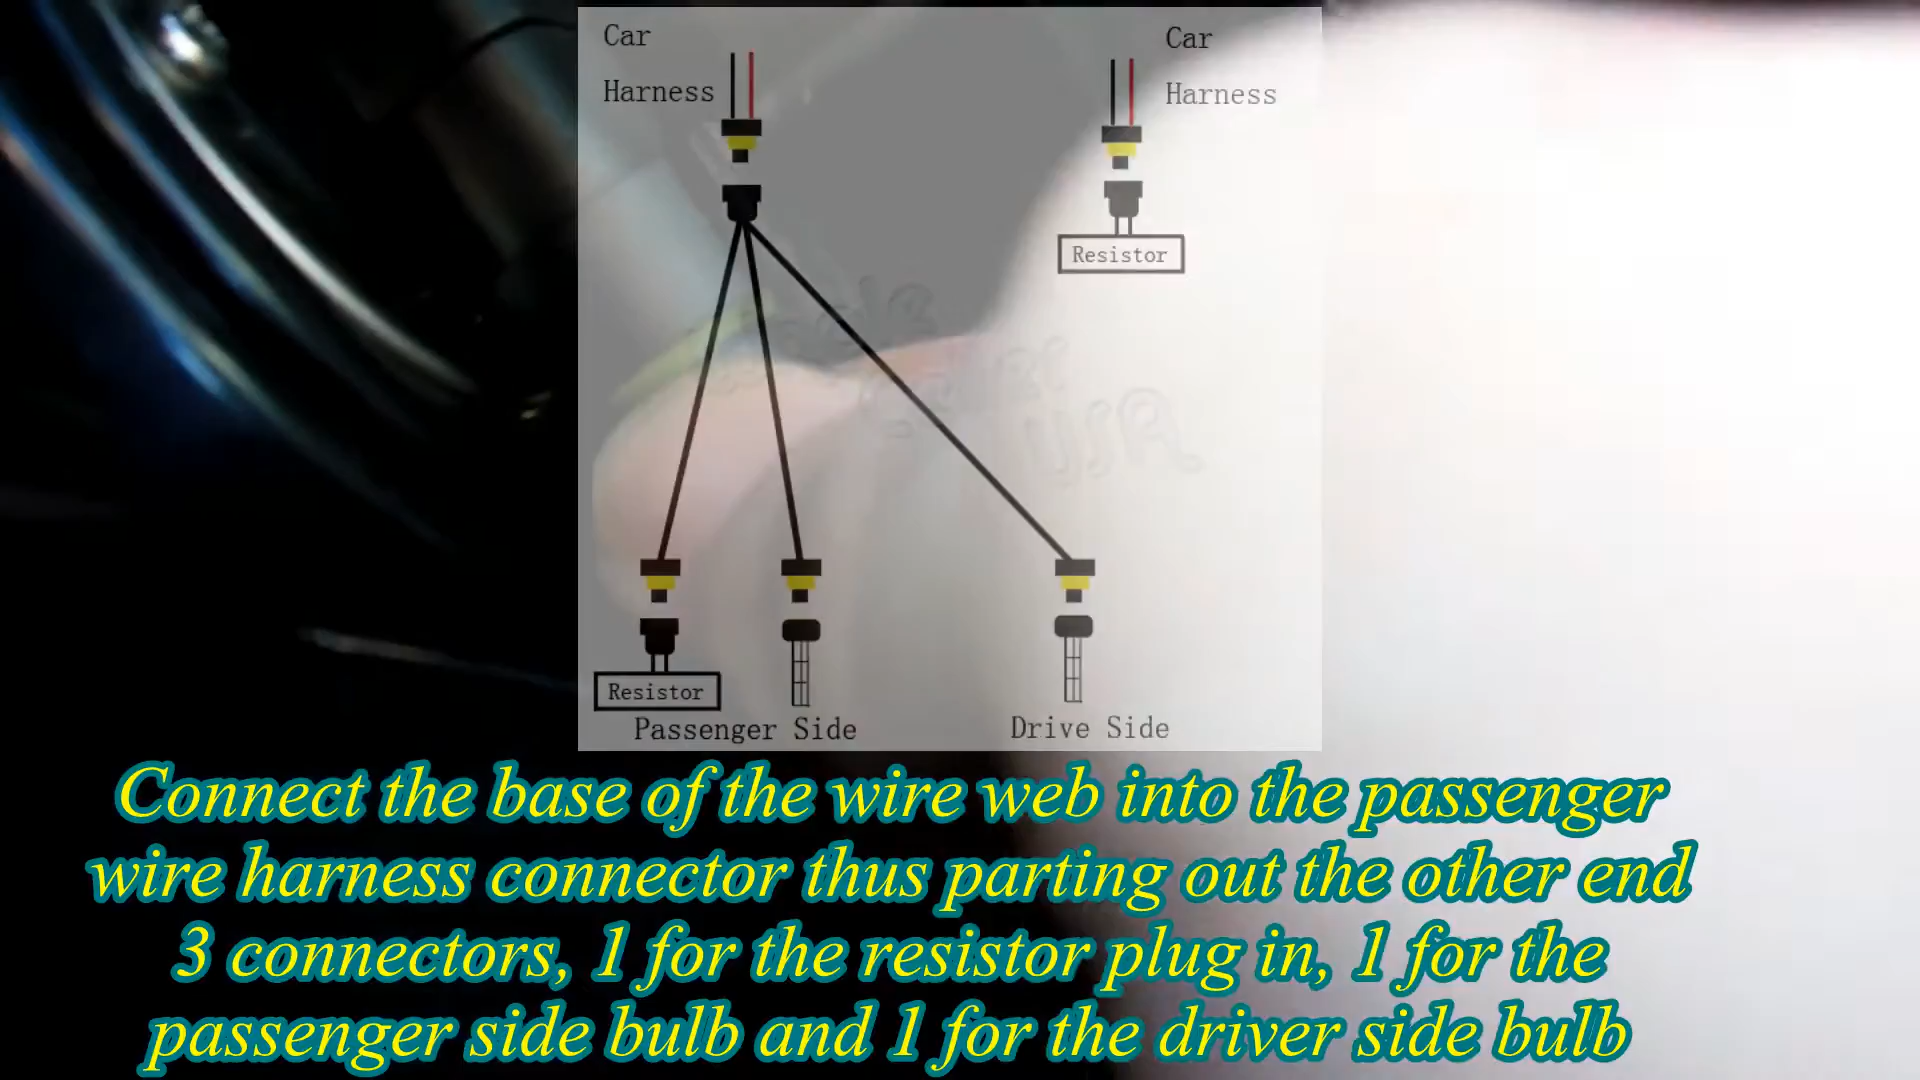 Car
Harness
Car
Harness
Resistor
Resistor
Passenger Side
Drive Side
Connect the base of the wire web into the passenger
wire harness connector thus parting out the other end
3 connectors, 1 for the resistor plug in, 1 for the
passenger side bulb and 1 for the driver side bulb